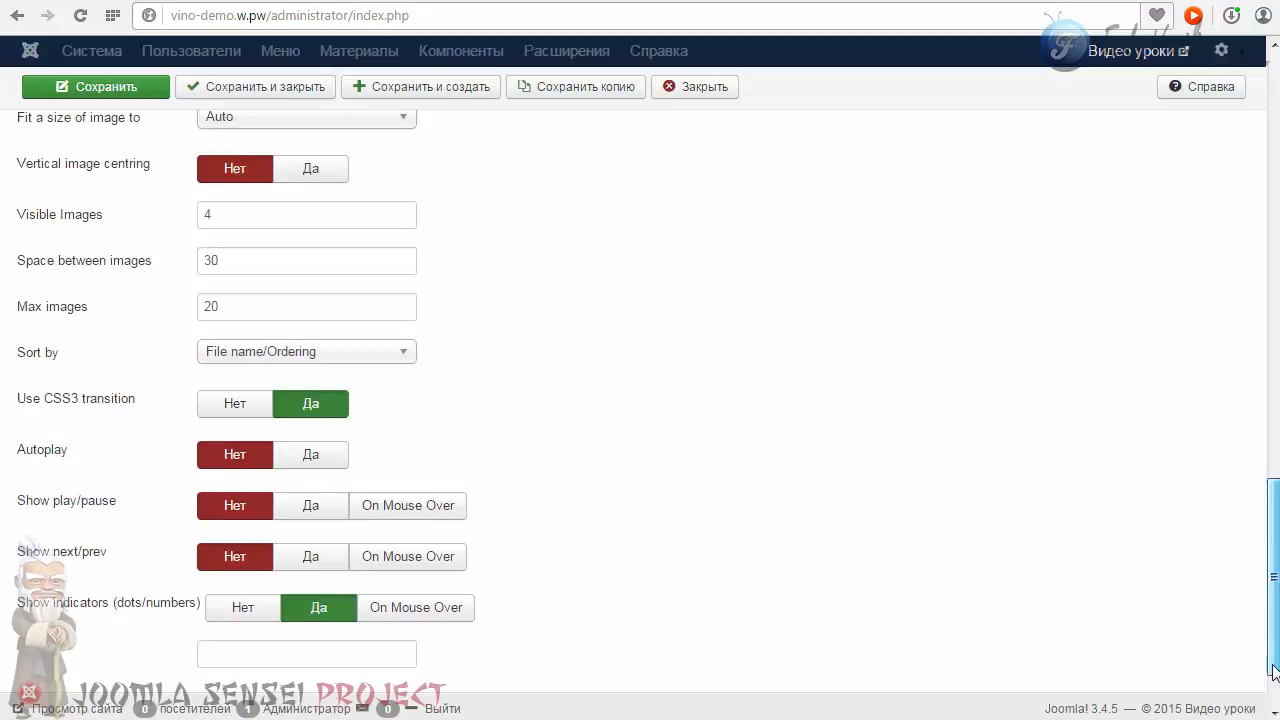 vino-demo.w.pw/administrator/index.php
Система Пользователи Меню Материалы Компоненты Расширения Справка Видео уроки
Сохранить Сохранить и закрыть Сохранить и создать Сохранить копию Закрыть Справка
Fit a size of image to Auto
Vertical image centring Нет Да
Visible Images 4
Space between images 30
Max images 20
Sort by File name/Ordering
Use CSS3 transition Нет Да
Autoplay Нет Да
Show play/pause Нет Да On Mouse Over
Show next/prev Нет Да On Mouse Over
Show indicators (dots/numbers) Нет Да On Mouse Over
JOOMLA SENSEI PROJECT
Просмотр сайта 0 посетителей 1 Администратор 0 Выйти Joomla! 3.4.5 — © 2015 Видео уроки